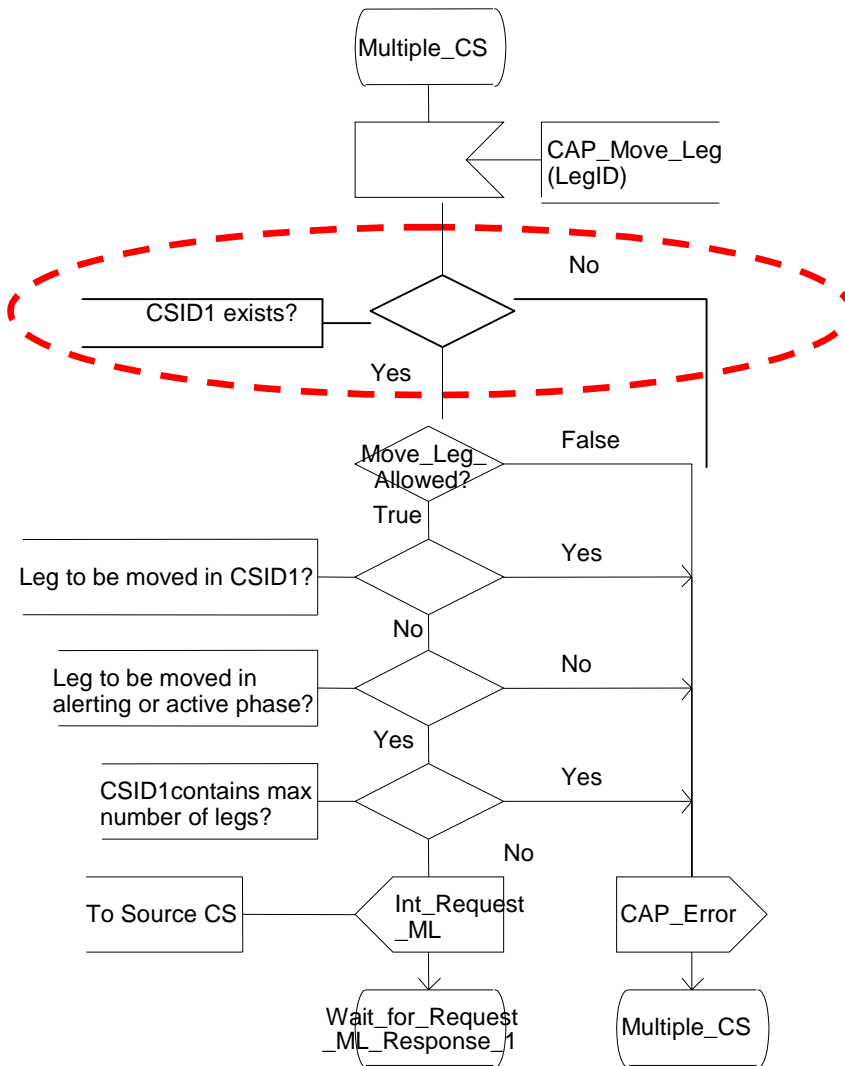 Multiple_CS
CAP_Move_Leg
(LegID)
No
CSID1 exists?
Yes
Move_Leg_
Allowed?
False
True
Leg to be moved in CSID1?
Yes
No
Leg to be moved in
alerting or active phase?
No
Yes
CSID1contains max
number of legs?
Yes
No
To Source CS
Int_Request
_ML
CAP_Error
Wait_for_Request
_ML_Response_1
Multiple_CS